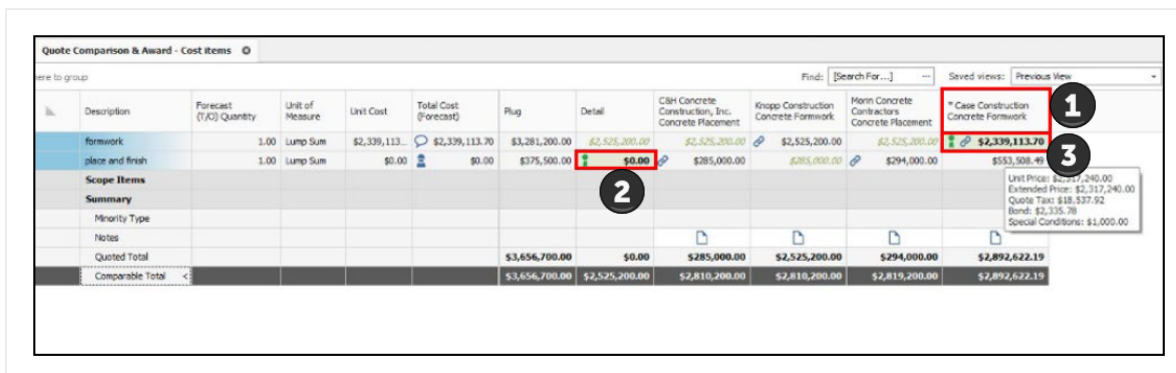 Quote Comparison & Award - Cost items
ere to group
Find: [Search For...] ... Saved views: Previous View
Description Forecast (T/O) Quantity Unit of Measure Unit Cost Total Cost (Forecast) Plug Detail C&H Concrete Construction, Inc. Concrete Placement Knopp Construction Concrete Formwork Morin Concrete Contractors Concrete Placement * Case Construction Concrete Formwork 1
formwork 1.00 Lump Sum $2,339,113... $2,339,113.70 $3,281,200.00 $2,525,200.00 $2,525,200.00 $2,525,200.00 $2,525,200.00 $2,339,113.70
place and finish 1.00 Lump Sum $0.00 $0.00 $375,500.00 $0.00 $285,000.00 $285,000.00 $294,000.00 $553,508.49 3
Scope Items
2
Unit Price: $2,317,240.00
Extended Price: $2,317,240.00
Quote Tax: $18,537.92
Bond: $2,335.78
Special Conditions: $1,000.00
Summary
Minority Type
Notes
Quoted Total $3,656,700.00 $0.00 $285,000.00 $2,525,200.00 $294,000.00 $2,892,622.19
Comparable Total < $3,656,700.00 $2,525,200.00 $2,810,200.00 $2,810,200.00 $2,819,200.00 $2,892,622.19